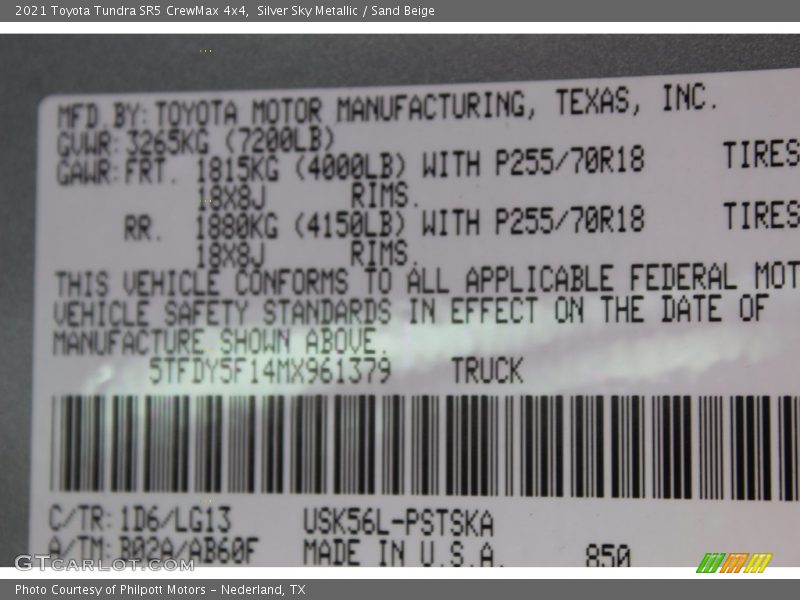 2021 Toyota Tundra SR5 CrewMax 4x4, Silver Sky Metallic / Sand Beige
MFD.BY:TOYOTA MOTOR MANUFACTURING, TEXAS, INC.
GVWR:3265KG (7200LB)
GAWR:FRT. 1815KG (4000LB) WITH P255/70R18 TIRES
18X8J RIMS.
RR. 1880KG (4150LB) WITH P255/70R18 TIRES
18X8J RIMS.
THIS VEHICLE CONFORMS TO ALL APPLICABLE FEDERAL MOT
VEHICLE SAFETY STANDARDS IN EFFECT ON THE DATE OF
MANUFACTURE SHOWN ABOVE.
5TFDY5F14MX961379 TRUCK
C/TR:1D6/LG13 USK56L-PSTSKA
A/TM:B02A/AB60F MADE IN U.S.A. 850
GTCARLOT.COM
Photo Courtesy of Philpott Motors - Nederland, TX